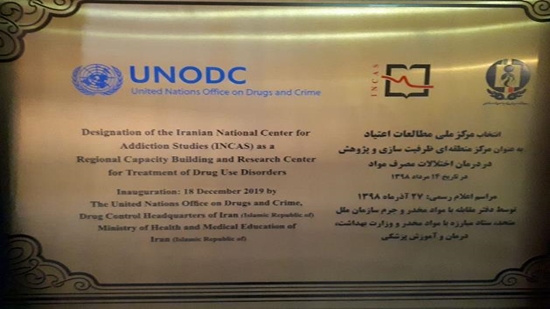 UNODC
United Nations Office on Drugs and Crime
INCAS
Designation of the Iranian National Center for
Addiction Studies (INCAS) as a
Regional Capacity Building and Research Center
for Treatment of Drug Use Disorders
Inauguration: 18 December 2019 by
The United Nations Office on Drugs and Crime,
Drug Control Headquarters of Iran (Islamic Republic of)
Ministry of Health and Medical Education of
Iran (Islamic Republic of)
انتخاب مرکز ملی مطالعات اعتیاد
به عنوان مرکز منطقه‌ای ظرفیت سازی و پژوهش
در درمان اختلالات مصرف مواد
در تاریخ ۱۴ مرداد ۱۳۹۸
مراسم اعلام رسمی: ۲۷ آذرماه ۱۳۹۸
توسط دفتر مقابله با مواد مخدر و جرم سازمان ملل
متحد، ستاد مبارزه با مواد مخدر و وزارت بهداشت،
درمان و آموزش پزشکی